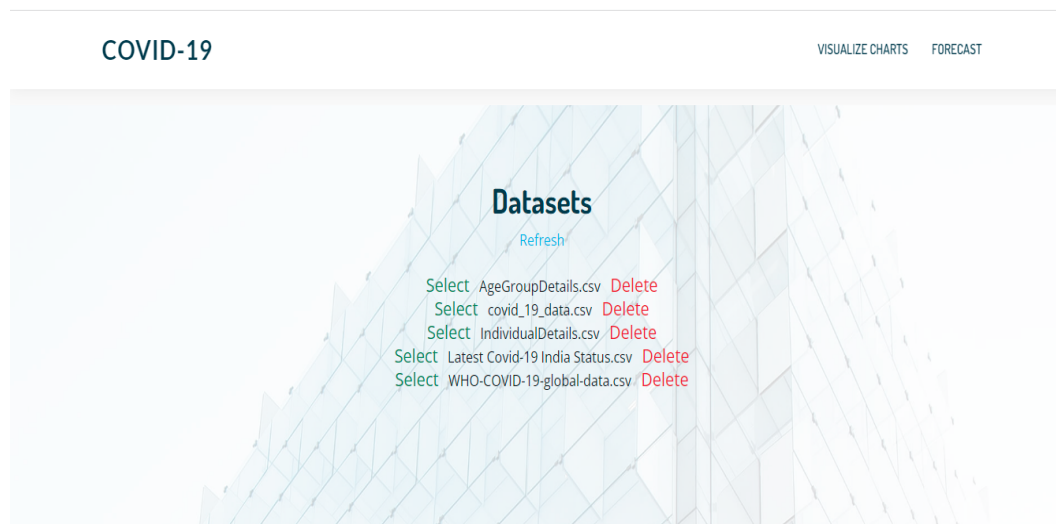 COVID-19
VISUALIZE CHARTS FORECAST
Datasets
Refresh
Select AgeGroupDetails.csv Delete
Select covid_19_data.csv Delete
Select IndividualDetails.csv Delete
Select Latest Covid-19 India Status.csv Delete
Select WHO-COVID-19-global-data.csv Delete